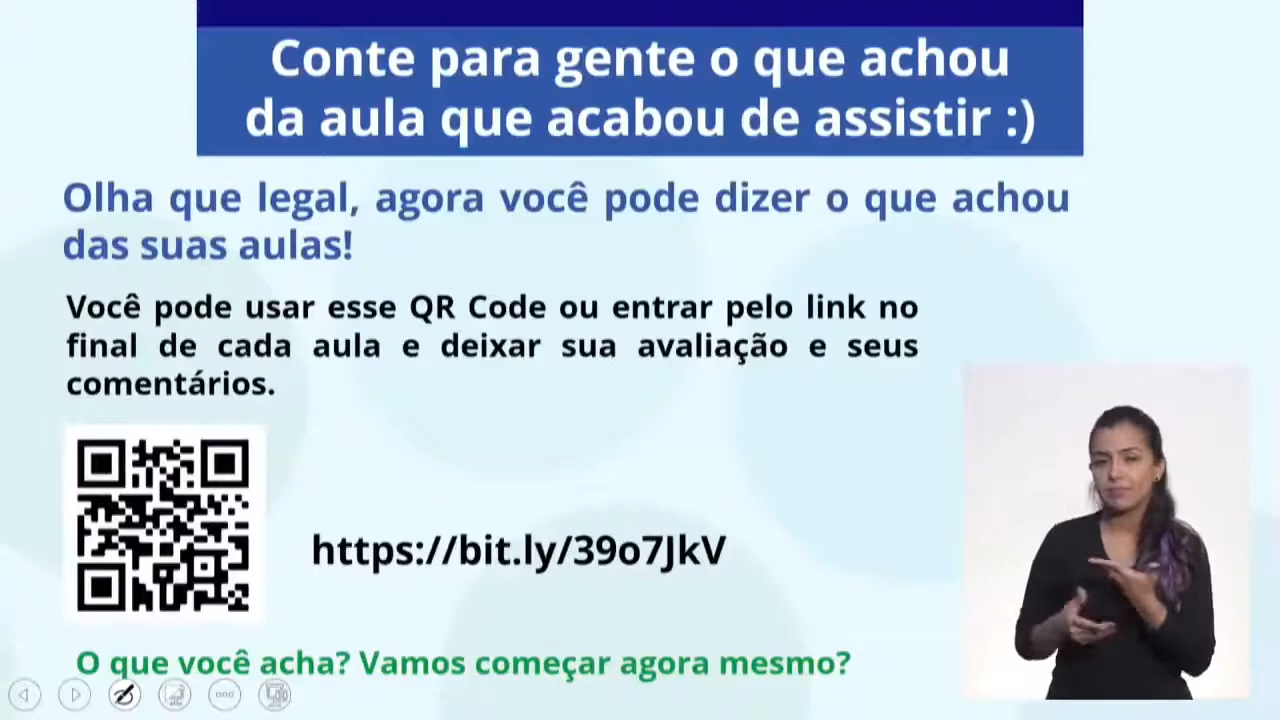 Conte para gente o que achou
da aula que acabou de assistir :)
Olha que legal, agora você pode dizer o que achou
das suas aulas!
Você pode usar esse QR Code ou entrar pelo link no
final de cada aula e deixar sua avaliação e seus
comentários.
https://bit.ly/39o7JkV
O que você acha? Vamos começar agora mesmo?